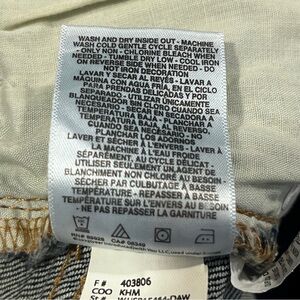 WASH AND DRY INSIDE OUT - MACHINE
WASH COLD GENTLE CYCLE SEPARATELY
- ONLY NON - CHLORINE BLEACH WHEN
NEEDED - TUMBLE DRY LOW - COOL IRON
ON REVERSE SIDE WHEN NEEDED - DO
NOT IRON DECORATION
LAVAR Y SECAR AL REVÉS - LAVAR A
MÁQUINA CON AGUA FRÍA, EN EL CICLO
PARA PRENDAS DELICADAS Y POR
SEPARADO - UTILIZAR ÚNICAMENTE
BLANQUEADOR SIN CLORO CUANDO SEA
NECESARIO - SECAR EN SECADORA A
TEMPERATURA BAJA - CUANDO SEA
NECESARIO, PLANCHAR AL REVÉS - NO
PLANCHAR LOS ADORNOS
LAVER ET SÉCHER À L'ENVERS - LAVER À
LA MACHINE À L'EAU FROIDE
SÉPARÉMENT, AU CYCLE DÉLICAT -
UTILISER SEULEMENT UN AGENT DE
BLANCHIMENT NON CHLORÉ AU BESOIN -
SÉCHER PAR CULBUTAGE À BASSE
TEMPÉRATURE - REPASSER À BASSE
TEMPÉRATURE SUR L'ENVERS AU BESOIN
- NE PAS REPASSER LA GARNITURE
F# 403806
COO KHM